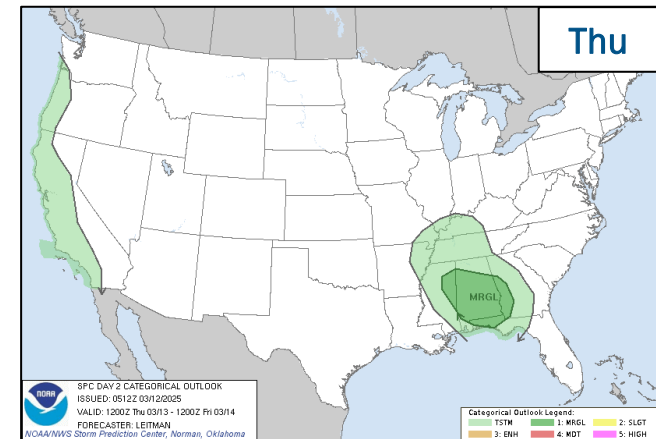 Thu
MRGL
NOAA
SPC DAY 2 CATEGORICAL OUTLOOK
ISSUED: 0512Z 03/12/2025
VALID: 1200Z Thu 03/13 - 1200Z Fri 03/14
FORECASTER: LEITMAN
NOAA/NWS Storm Prediction Center, Norman, Oklahoma
Categorical Outlook Legend:
TSTM 1: MRGL 2: SLGT
3: ENH 4: MDT 5: HIGH